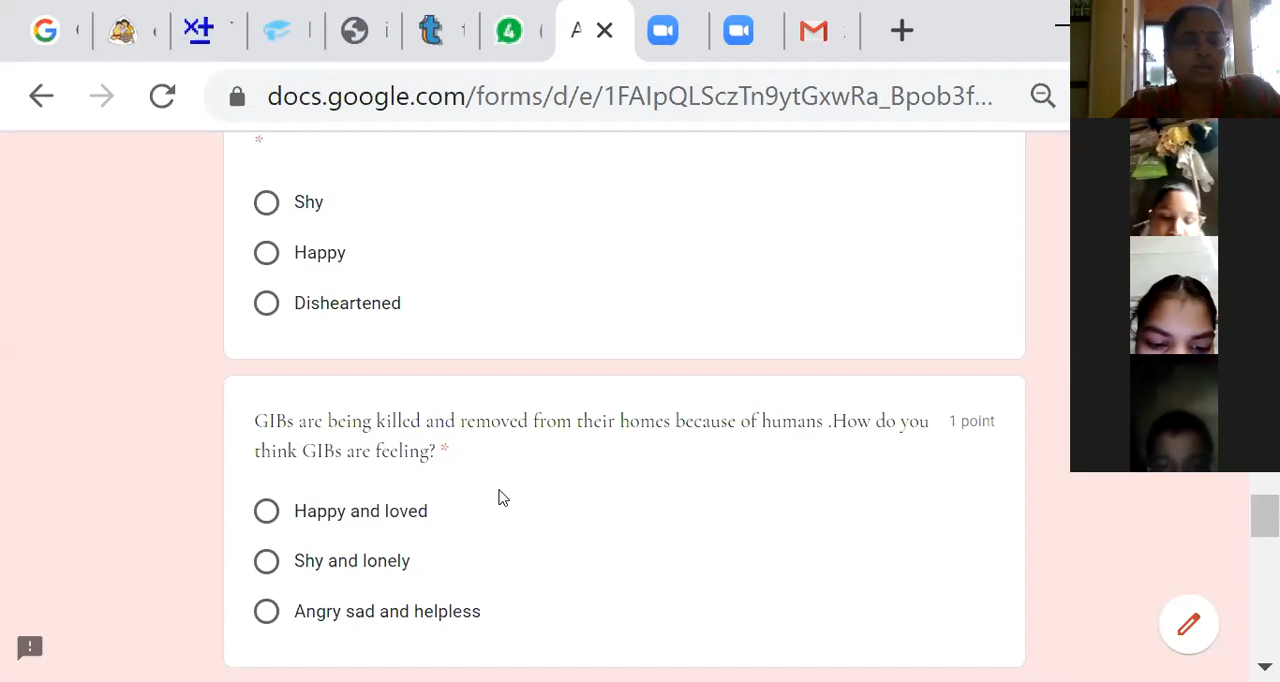 docs.google.com/forms/d/e/1FAIpQLSczTn9ytGxwRa_Bpob3f...
*
Shy
Happy
Disheartened
GIBs are being killed and removed from their homes because of humans .How do you
1 point
think GIBs are feeling? *
Happy and loved
Shy and lonely
Angry sad and helpless